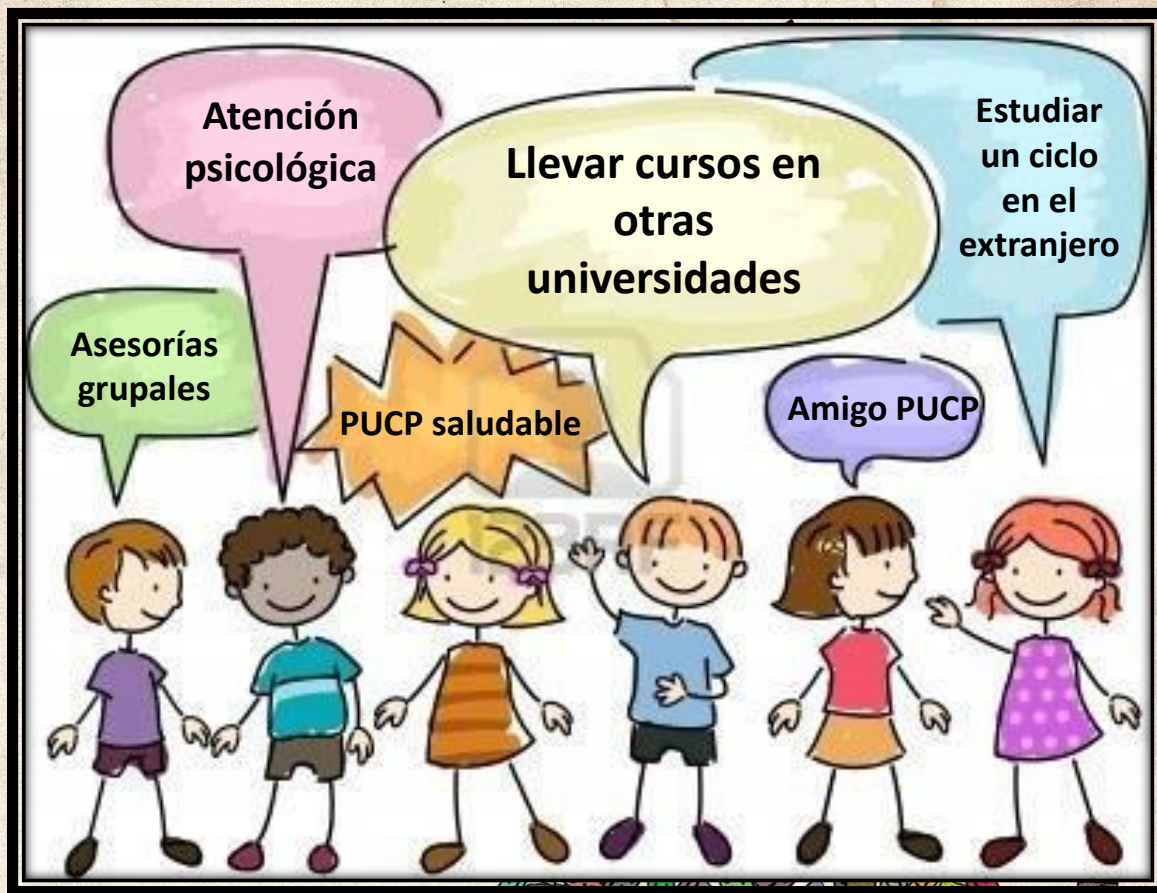 Atención
psicológica
Llevar cursos en
otras
universidades
Estudiar
un ciclo
en el
extranjero
Asesorías
grupales
PUCP saludable
Amigo PUCP